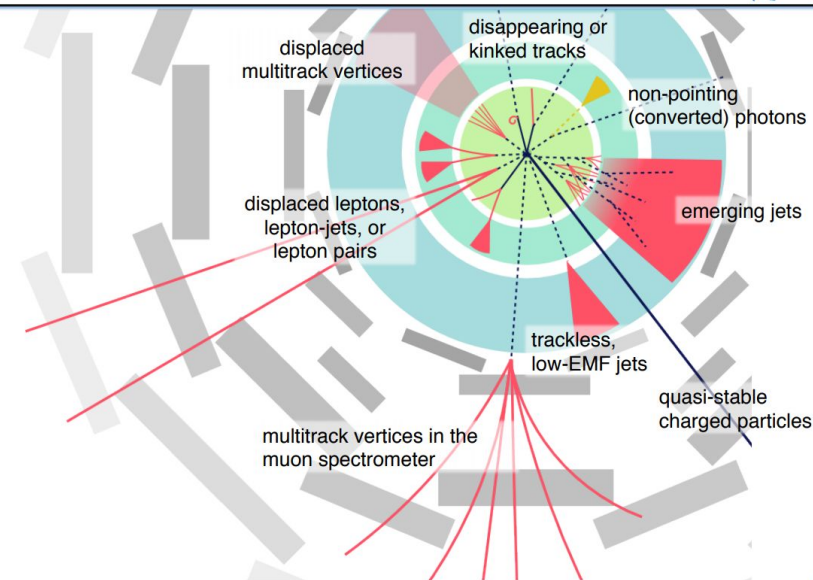 disappearing or
kinked tracks
displaced
multitrack vertices
non-pointing
(converted) photons
displaced leptons,
lepton-jets, or
lepton pairs
emerging jets
trackless,
low-EMF jets
quasi-stable
charged particles
multitrack vertices in the
muon spectrometer